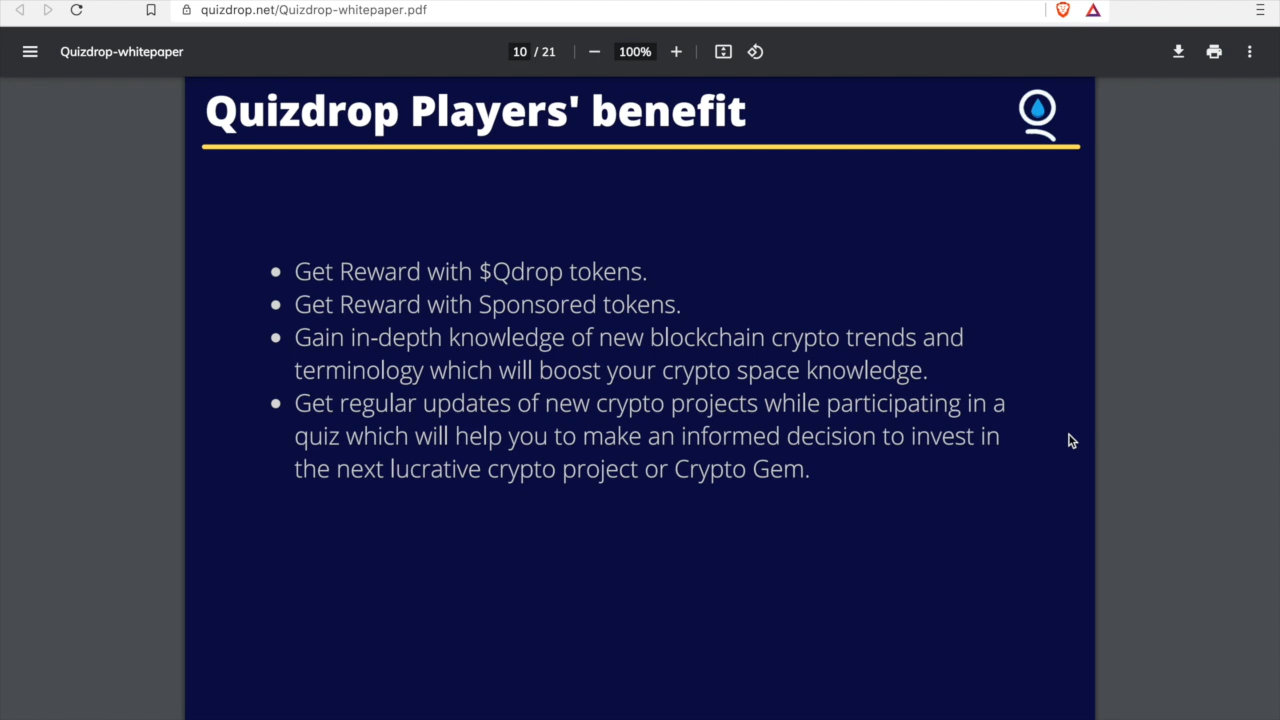 quizdrop.net/Quizdrop-whitepaper.pdf
Quizdrop-whitepaper
10 / 21
100%
Quizdrop Players' benefit
• Get Reward with $Qdrop tokens.
• Get Reward with Sponsored tokens.
• Gain in-depth knowledge of new blockchain crypto trends and
terminology which will boost your crypto space knowledge.
• Get regular updates of new crypto projects while participating in a
quiz which will help you to make an informed decision to invest in
the next lucrative crypto project or Crypto Gem.